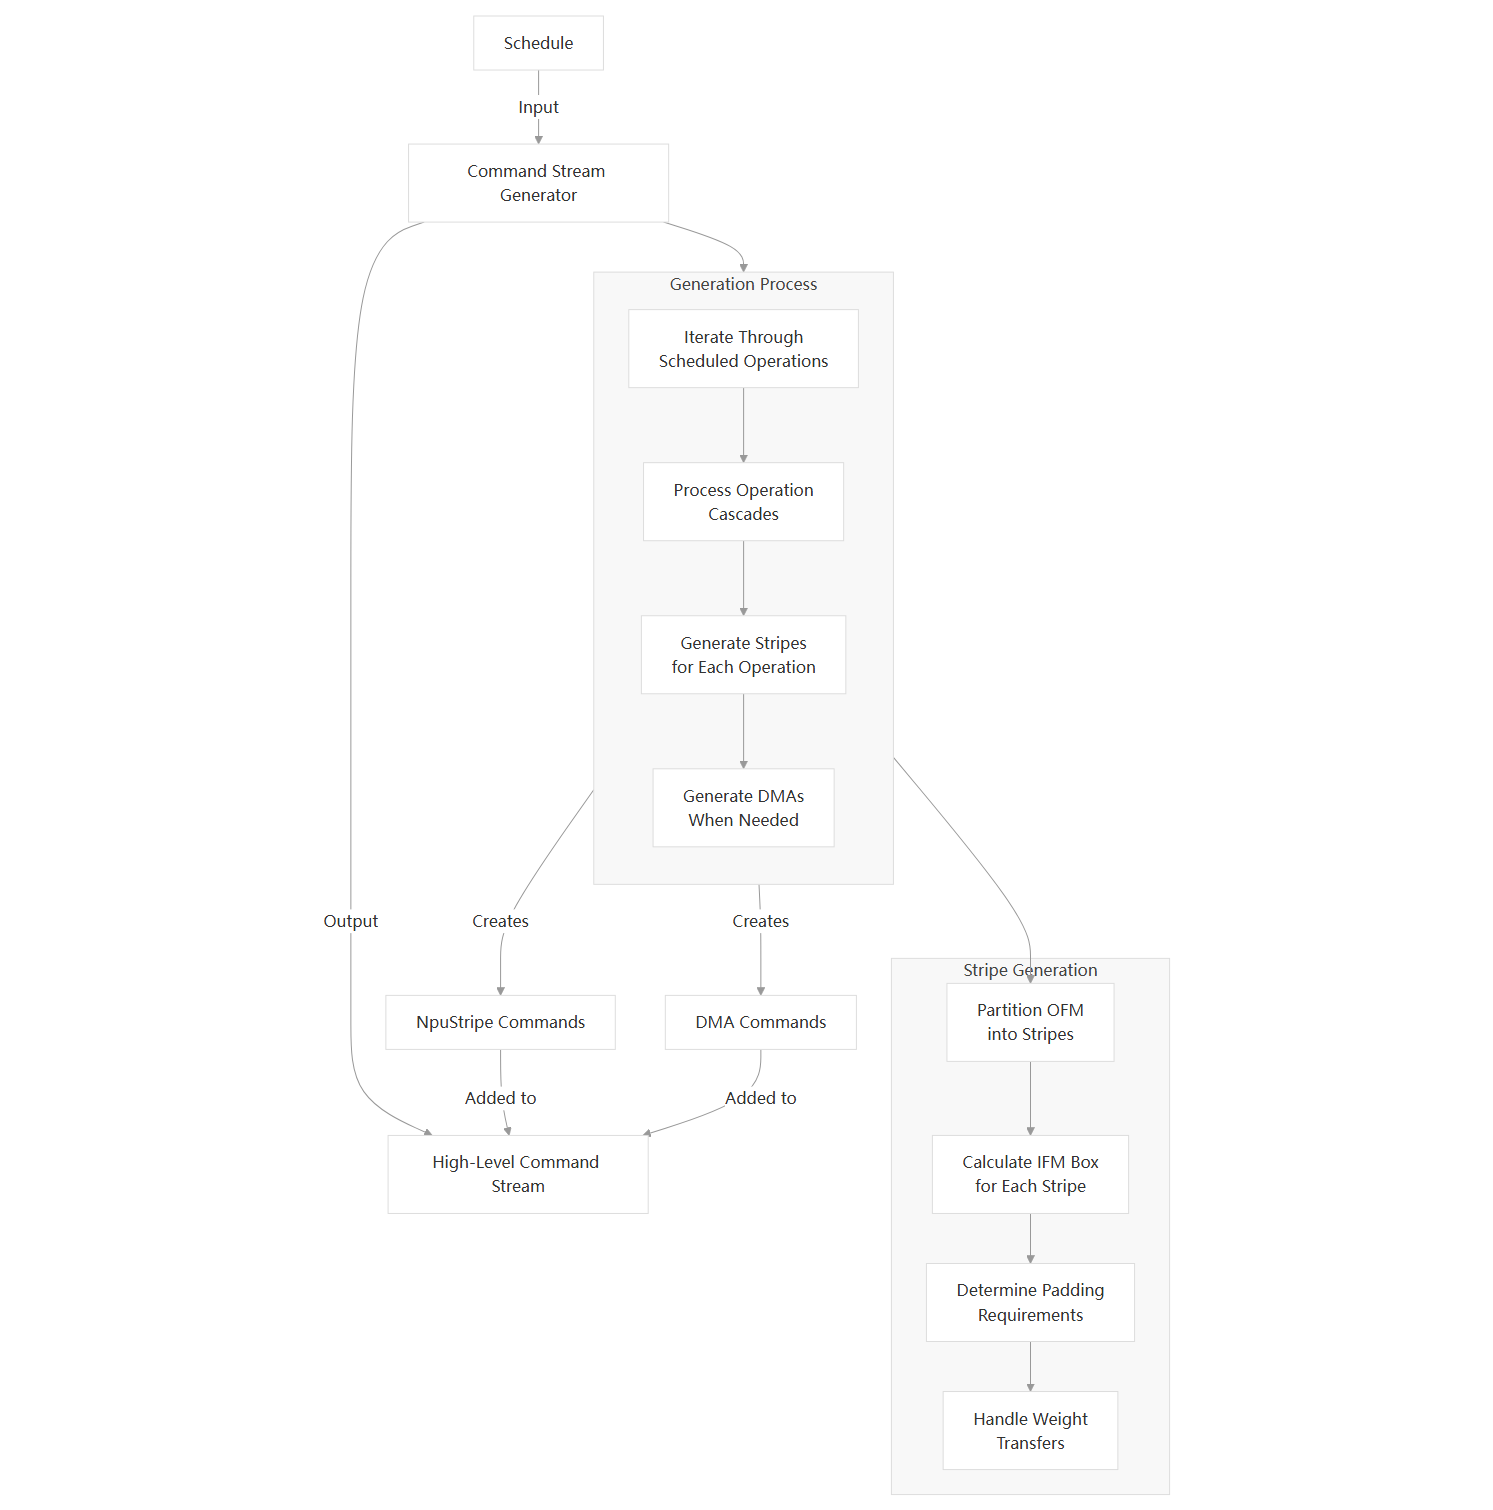 Schedule
Input
Command Stream
Generator
Generation Process
Iterate Through
Scheduled Operations
Process Operation
Cascades
Generate Stripes
for Each Operation
Generate DMAs
When Needed
Output
Creates
Creates
NpuStripe Commands
DMA Commands
Added to
Added to
High-Level Command
Stream
Stripe Generation
Partition OFM
into Stripes
Calculate IFM Box
for Each Stripe
Determine Padding
Requirements
Handle Weight
Transfers